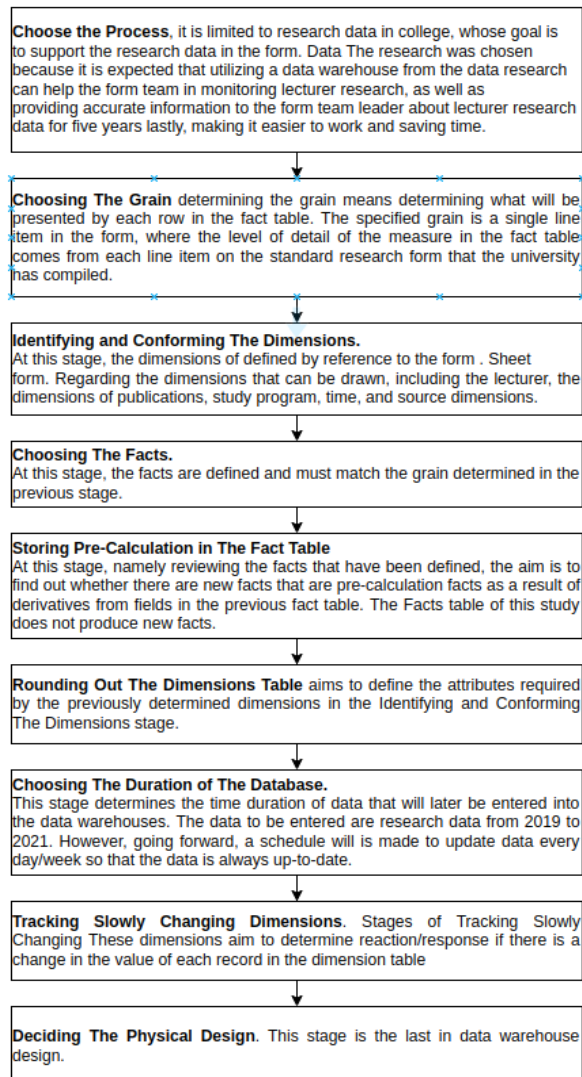 Choose the Process, it is limited to research data in college, whose goal is
to support the research data in the form. Data The research was chosen
because it is expected that utilizing a data warehouse from the data research
can help the form team in monitoring lecturer research, as well as
providing accurate information to the form team leader about lecturer research
data for five years lastly, making it easier to work and saving time.
Choosing The Grain determining the grain means determining what will be
presented by each row in the fact table. The specified grain is a single line
item in the form, where the level of detail of the measure in the fact table
comes from each line item on the standard research form that the university
has compiled.
Identifying and Conforming The Dimensions.
At this stage, the dimensions of defined by reference to the form . Sheet
form. Regarding the dimensions that can be drawn, including the lecturer, the
dimensions of publications, study program, time, and source dimensions.
Choosing The Facts.
At this stage, the facts are defined and must match the grain determined in the
previous stage.
Storing Pre-Calculation in The Fact Table
At this stage, namely reviewing the facts that have been defined, the aim is to
find out whether there are new facts that are pre-calculation facts as a result of
derivatives from fields in the previous fact table. The Facts table of this study
does not produce new facts.
Rounding Out The Dimensions Table aims to define the attributes required
by the previously determined dimensions in the Identifying and Conforming
The Dimensions stage.
Choosing The Duration of The Database.
This stage determines the time duration of data that will later be entered into
the data warehouses. The data to be entered are research data from 2019 to
2021. However, going forward, a schedule will is made to update data every
day/week so that the data is always up-to-date.
Tracking Slowly Changing Dimensions. Stages of Tracking Slowly
Changing These dimensions aim to determine reaction/response if there is a
change in the value of each record in the dimension table
Deciding The Physical Design. This stage is the last in data warehouse
design.